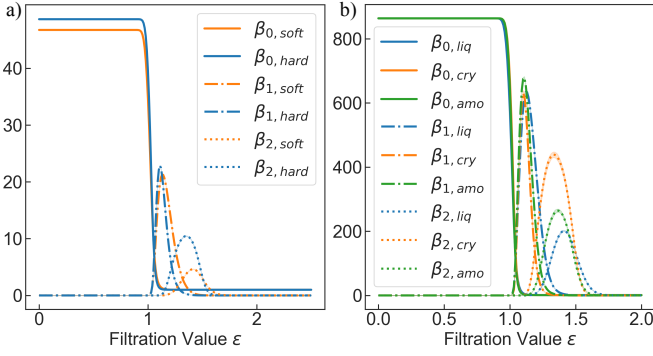 a)
40
30
20
10
0
0
1
2
Filtration Value ε
β0, soft
β0, hard
β1, soft
β1, hard
β2, soft
β2, hard
b)
800
600
400
200
0
0.0
0.5
1.0
1.5
2.0
Filtration Value ε
β0, liq
β0, cry
β0, amo
β1, liq
β1, cry
β1, amo
β2, liq
β2, cry
β2, amo